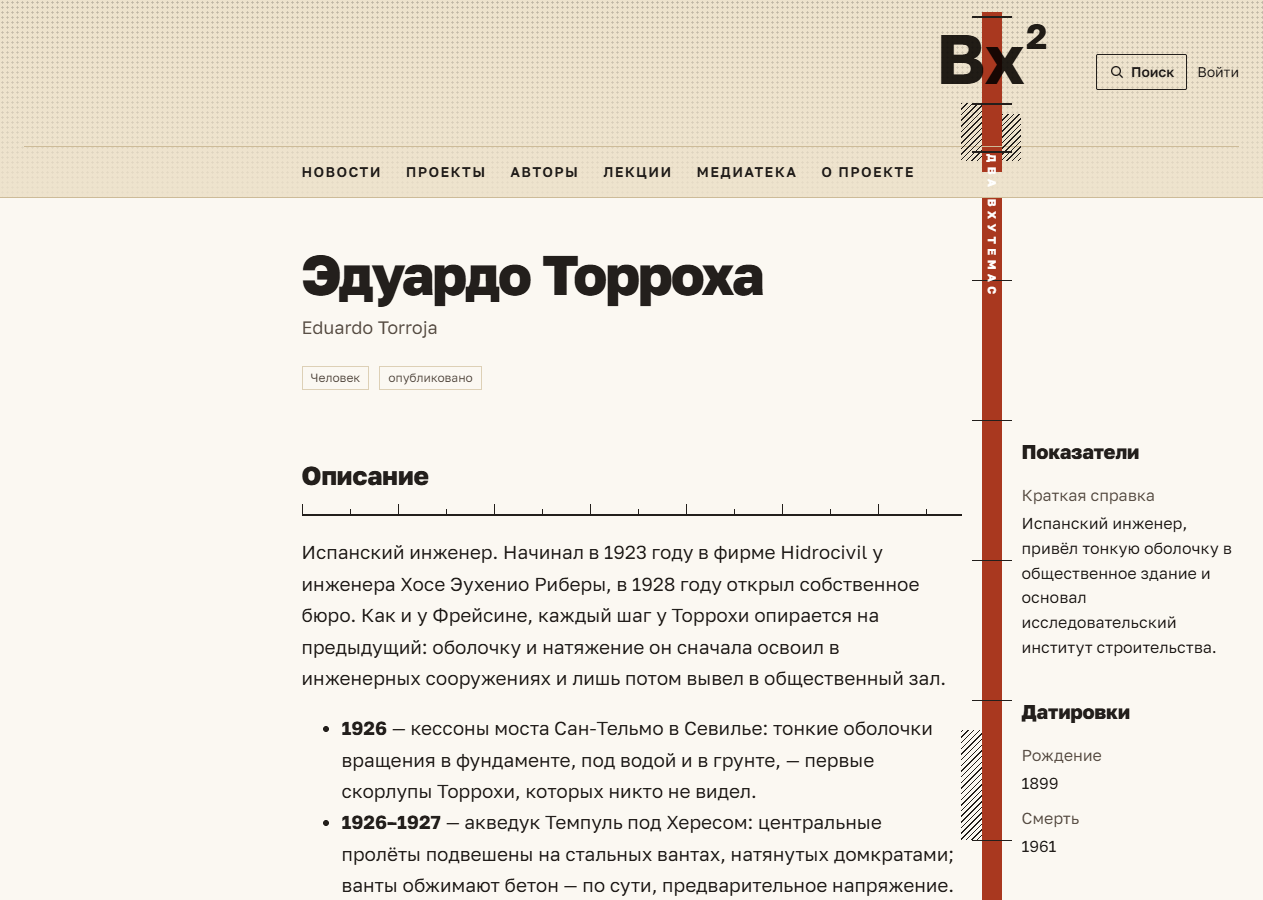 Вх²
Поиск
Войти
НОВОСТИ ПРОЕКТЫ АВТОРЫ ЛЕКЦИИ МЕДИАТЕКА О ПРОЕКТЕ
ДВА ВХУТЕМАС
Эдуардо Торроха
Eduardo Torroja
Человек опубликовано
Описание
Испанский инженер. Начинал в 1923 году в фирме Hidrocivil у
инженера Хосе Эухенио Риберы, в 1928 году открыл собственное
бюро. Как и у Фрейсине, каждый шаг у Торрохи опирается на
предыдущий: оболочку и натяжение он сначала освоил в
инженерных сооружениях и лишь потом вывел в общественный зал.
• 1926 — кессоны моста Сан-Тельмо в Севилье: тонкие оболочки
вращения в фундаменте, под водой и в грунте, — первые
скорлупы Торрохи, которых никто не видел.
• 1926–1927 — акведук Темпуль под Хересом: центральные
пролёты подвешены на стальных вантах, натянутых домкратами;
ванты обжимают бетон — по сути, предварительное напряжение.
Показатели
Краткая справка
Испанский инженер,
привёл тонкую оболочку в
общественное здание и
основал
исследовательский
институт строительства.
Датировки
Рождение
1899
Смерть
1961